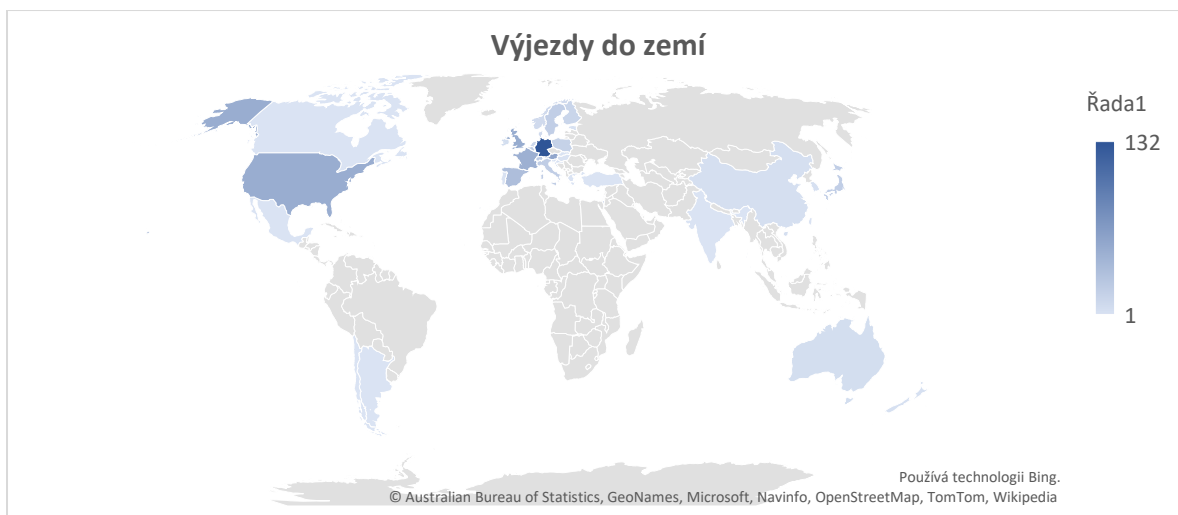 Výjezdy do zemí
Řada1
132
1
Používá technologii Bing.
© Australian Bureau of Statistics, GeoNames, Microsoft, Navinfo, OpenStreetMap, TomTom, Wikipedia